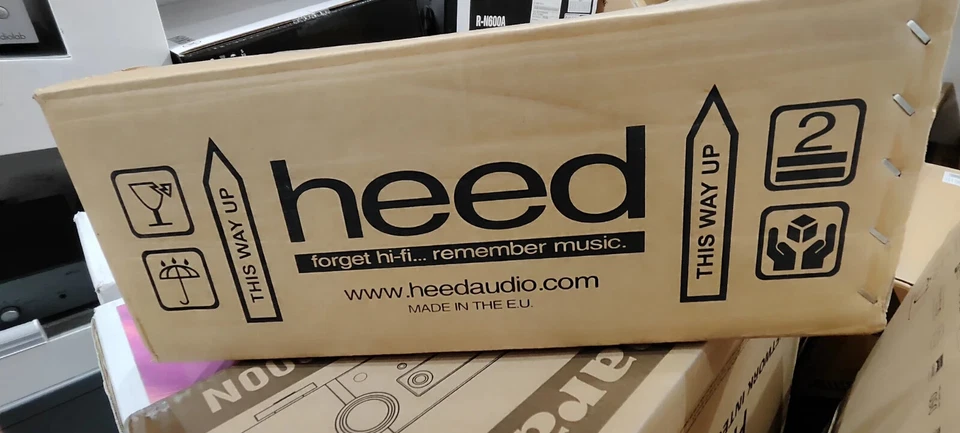 R-N600A
diolab
THIS WAY UP
heed
forget hi-fi... remember music.
www.heedaudio.com
MADE IN THE E.U.
THIS WAY UP
2